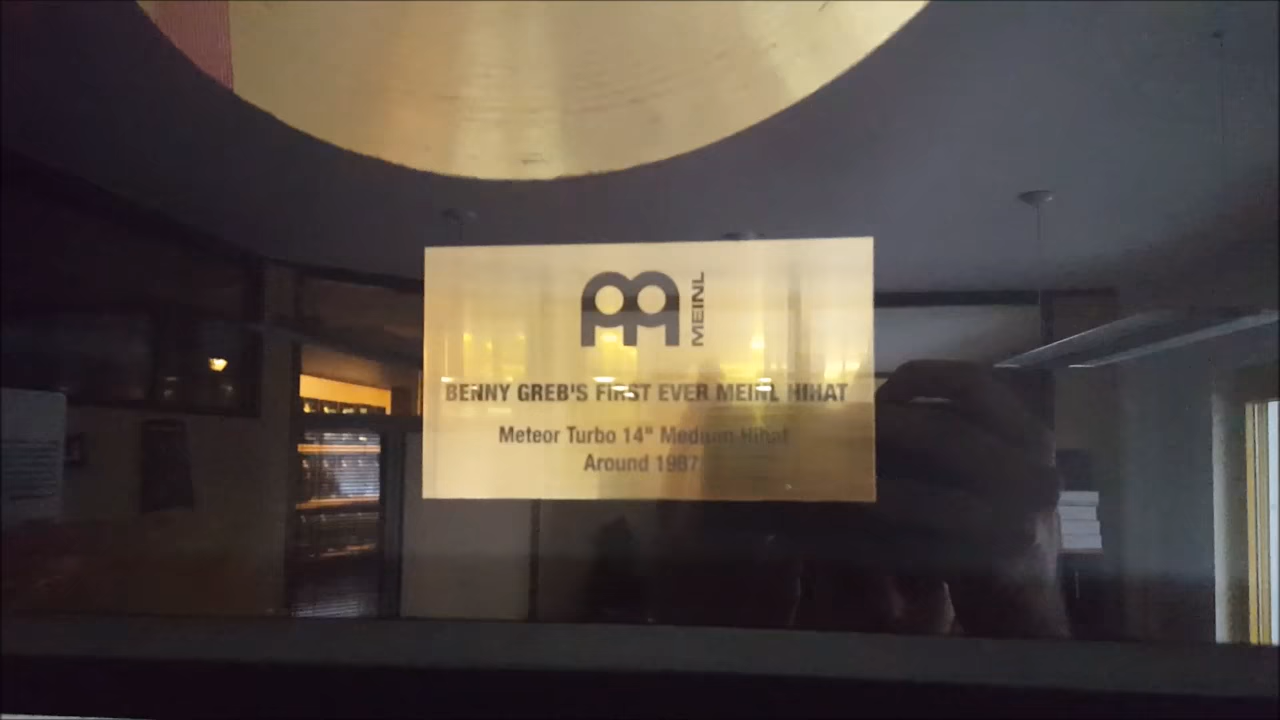 MEINL
BENNY GREB'S FIRST EVER MEINL HIHAT
Meteor Turbo 14" Medium-Hihat
Around 1987